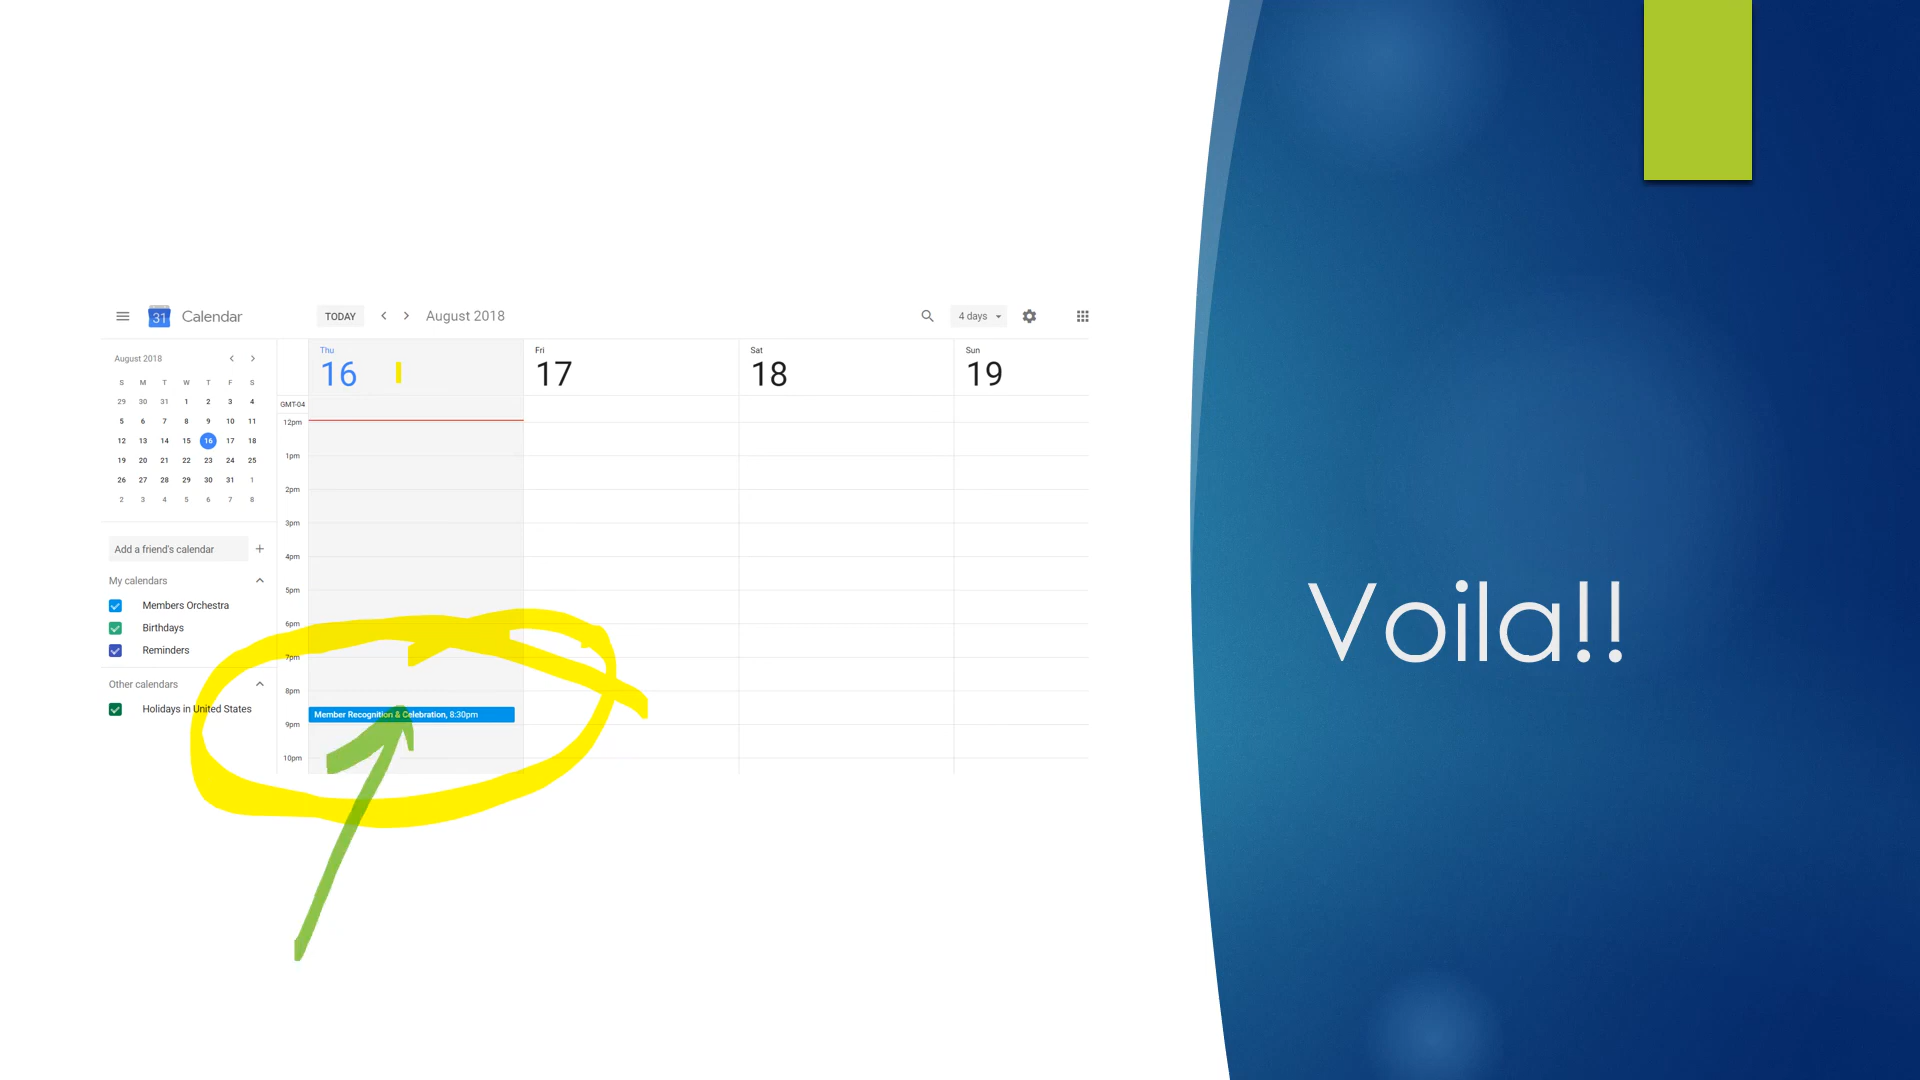 31 Calendar TODAY August 2018 4 days
August 2018
S M T W T F S
29 30 31 1 2 3 4
5 6 7 8 9 10 11
12 13 14 15 16 17 18
19 20 21 22 23 24 25
26 27 28 29 30 31 1
2 3 4 5 6 7 8
Add a friend's calendar +
My calendars
Members Orchestra
Birthdays
Reminders
Other calendars
Holidays in United States
Thu Fri Sat Sun
16 17 18 19
GMT-04
12pm
1pm
2pm
3pm
4pm
5pm
6pm
7pm
8pm
Member Recognition & Celebration, 8:30pm
9pm
10pm
Voila!!